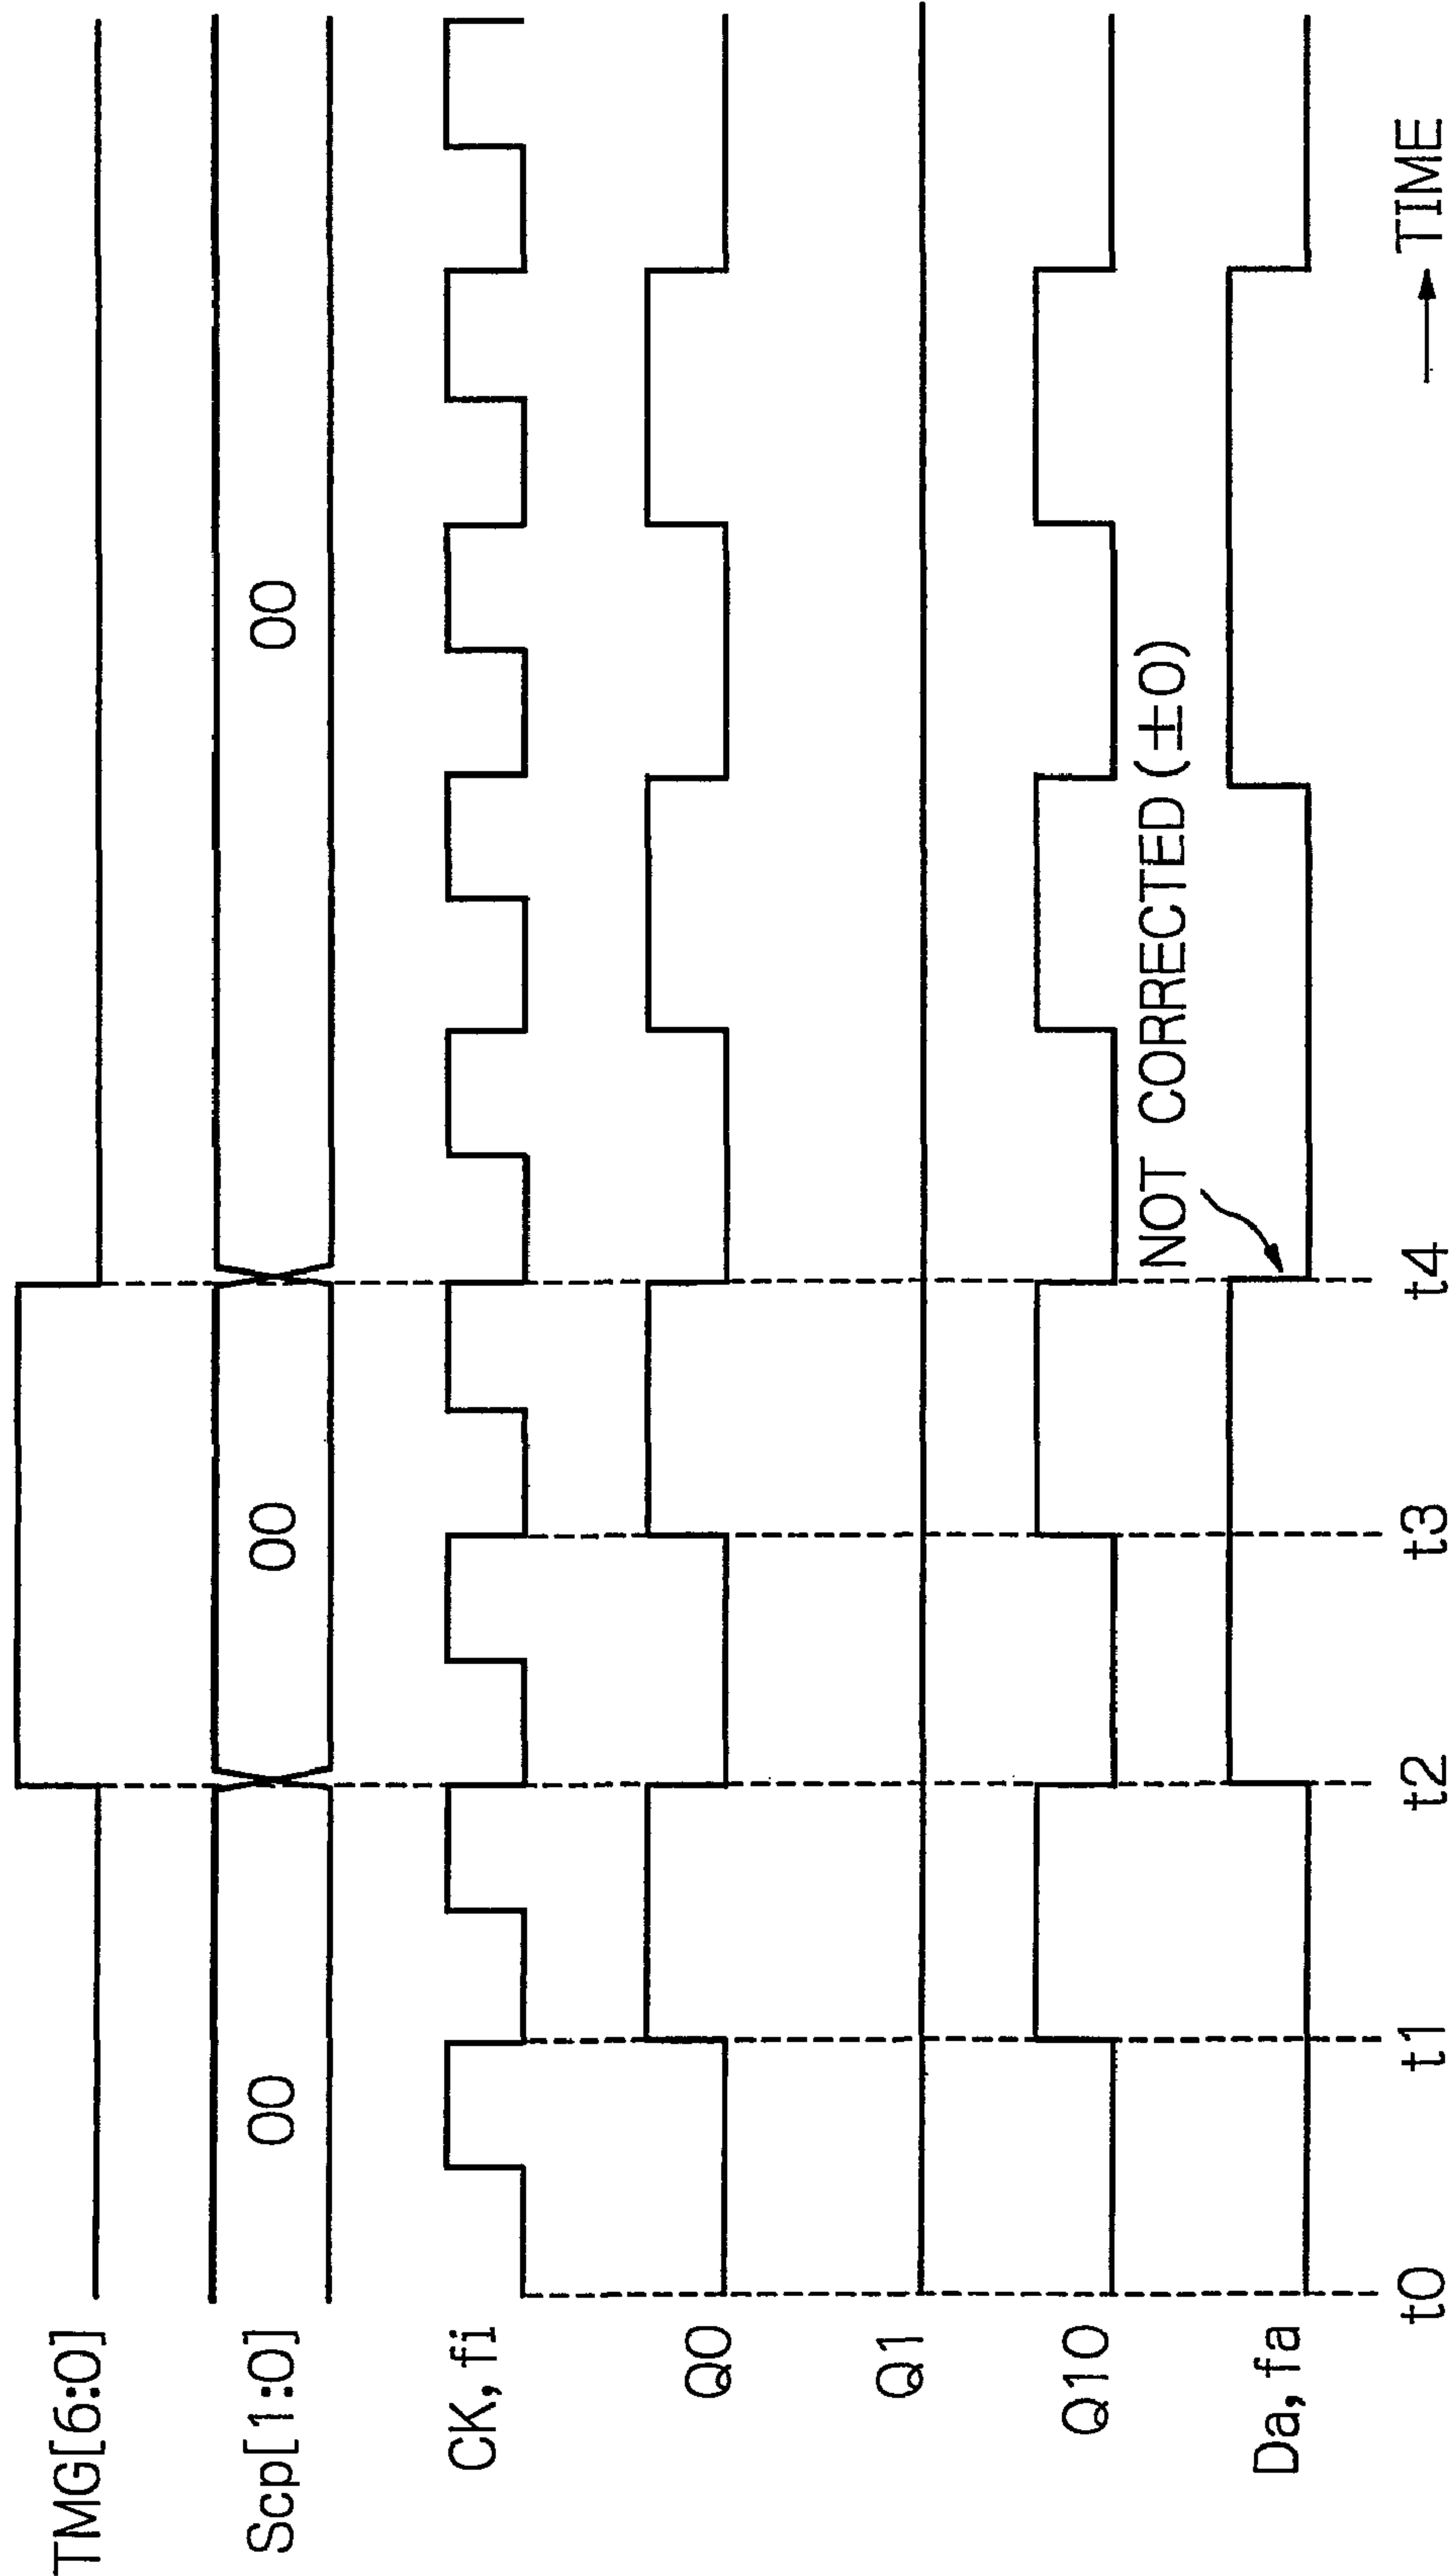 TMG[6:0]
Scp[1:0]
00
00
00
CK,fi
Q0
Q1
Q10
NOT CORRECTED (±0)
Da,fa
t0
t1
t2
t3
t4
TIME